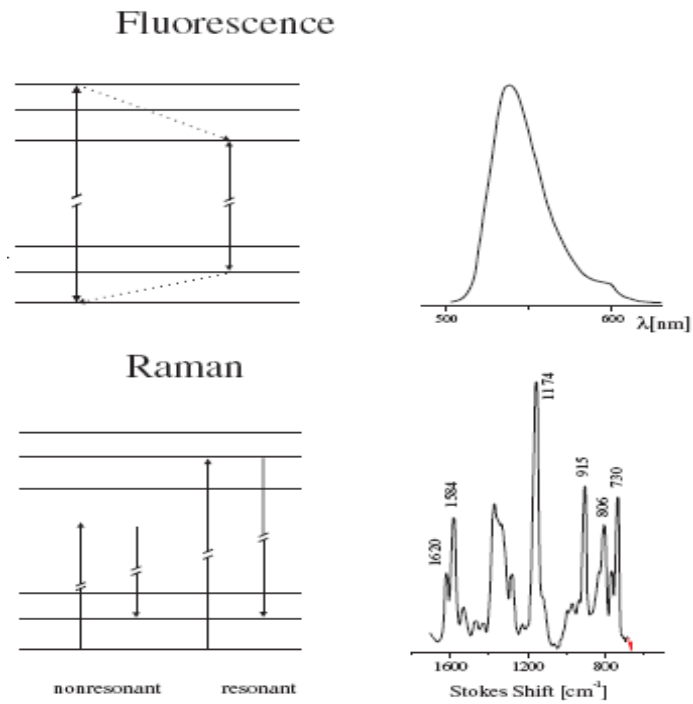 Fluorescence
500
600
λ[nm]
Raman
1620
1584
1174
915
806
730
1600
1200
800
nonresonant
resonant
Stokes Shift [cm⁻¹]